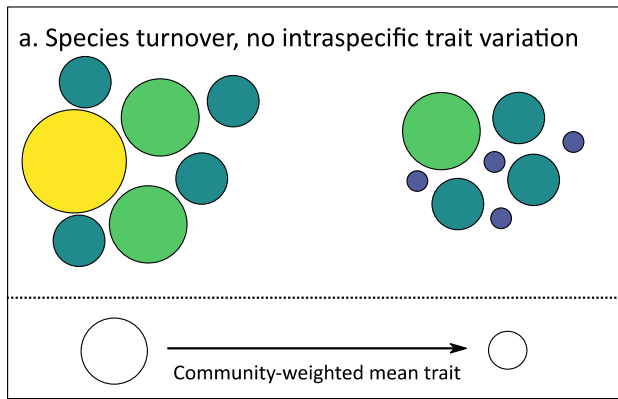 a. Species turnover, no intraspecific trait variation
Community-weighted mean trait